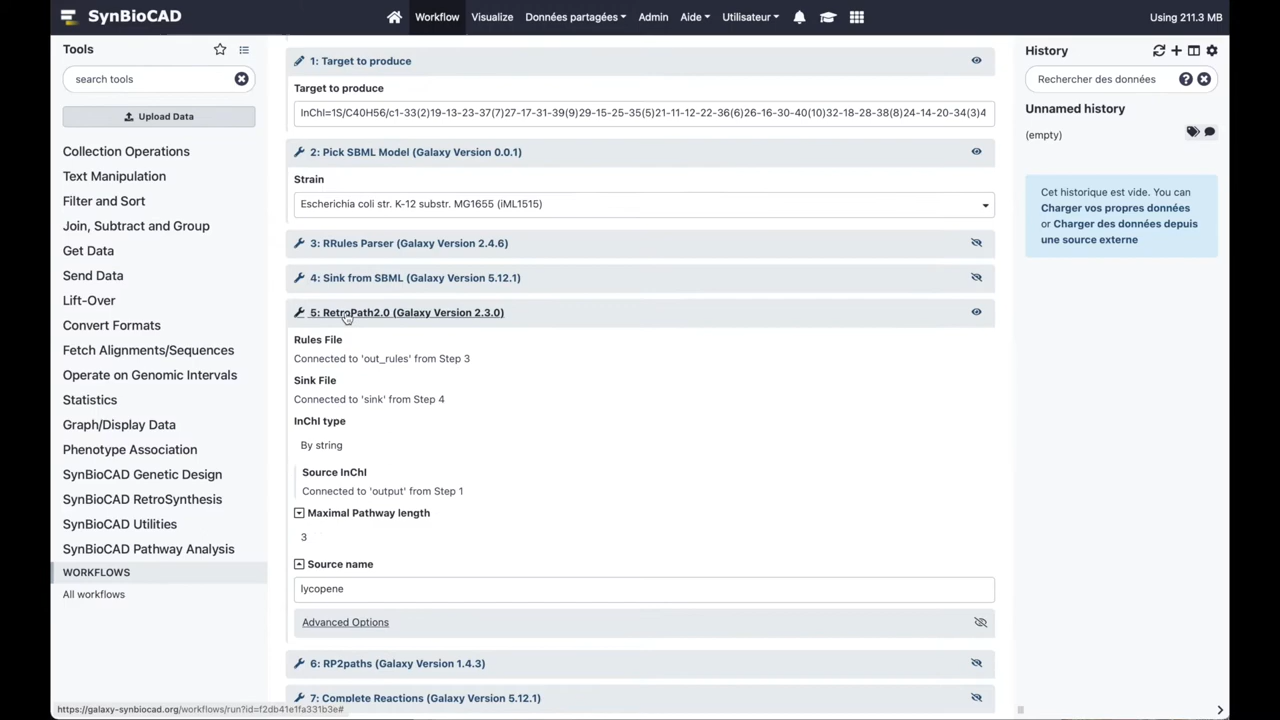 SynBioCAD
Workflow
Visualize
Données partagées
Admin
Aide
Utilisateur
Using 211.3 MB
Tools
search tools
Upload Data
Collection Operations
Text Manipulation
Filter and Sort
Join, Subtract and Group
Get Data
Send Data
Lift-Over
Convert Formats
Fetch Alignments/Sequences
Operate on Genomic Intervals
Statistics
Graph/Display Data
Phenotype Association
SynBioCAD Genetic Design
SynBioCAD RetroSynthesis
SynBioCAD Utilities
SynBioCAD Pathway Analysis
WORKFLOWS
All workflows
1: Target to produce
Target to produce
InChI=1S/C40H56/c1-33(2)19-13-23-37(7)27-17-31-39(9)29-15-25-35(5)21-11-12-22-36(6)26-16-30-40(10)32-18-28-38(8)24-14-20-34(3)4
2: Pick SBML Model (Galaxy Version 0.0.1)
Strain
Escherichia coli str. K-12 substr. MG1655 (iML1515)
3: RRules Parser (Galaxy Version 2.4.6)
4: Sink from SBML (Galaxy Version 5.12.1)
5: RetroPath2.0 (Galaxy Version 2.3.0)
Rules File
Connected to 'out_rules' from Step 3
Sink File
Connected to 'sink' from Step 4
InChI type
By string
Source InChI
Connected to 'output' from Step 1
Maximal Pathway length
3
Source name
lycopene
Advanced Options
6: RP2paths (Galaxy Version 1.4.3)
7: Complete Reactions (Galaxy Version 5.12.1)
https://galaxy-synbiocad.org/workflows/run?id=f2db41e1fa331b3e#
History
Rechercher des données
Unnamed history
(empty)
Cet historique est vide. You can
Charger vos propres données
or Charger des données depuis
une source externe